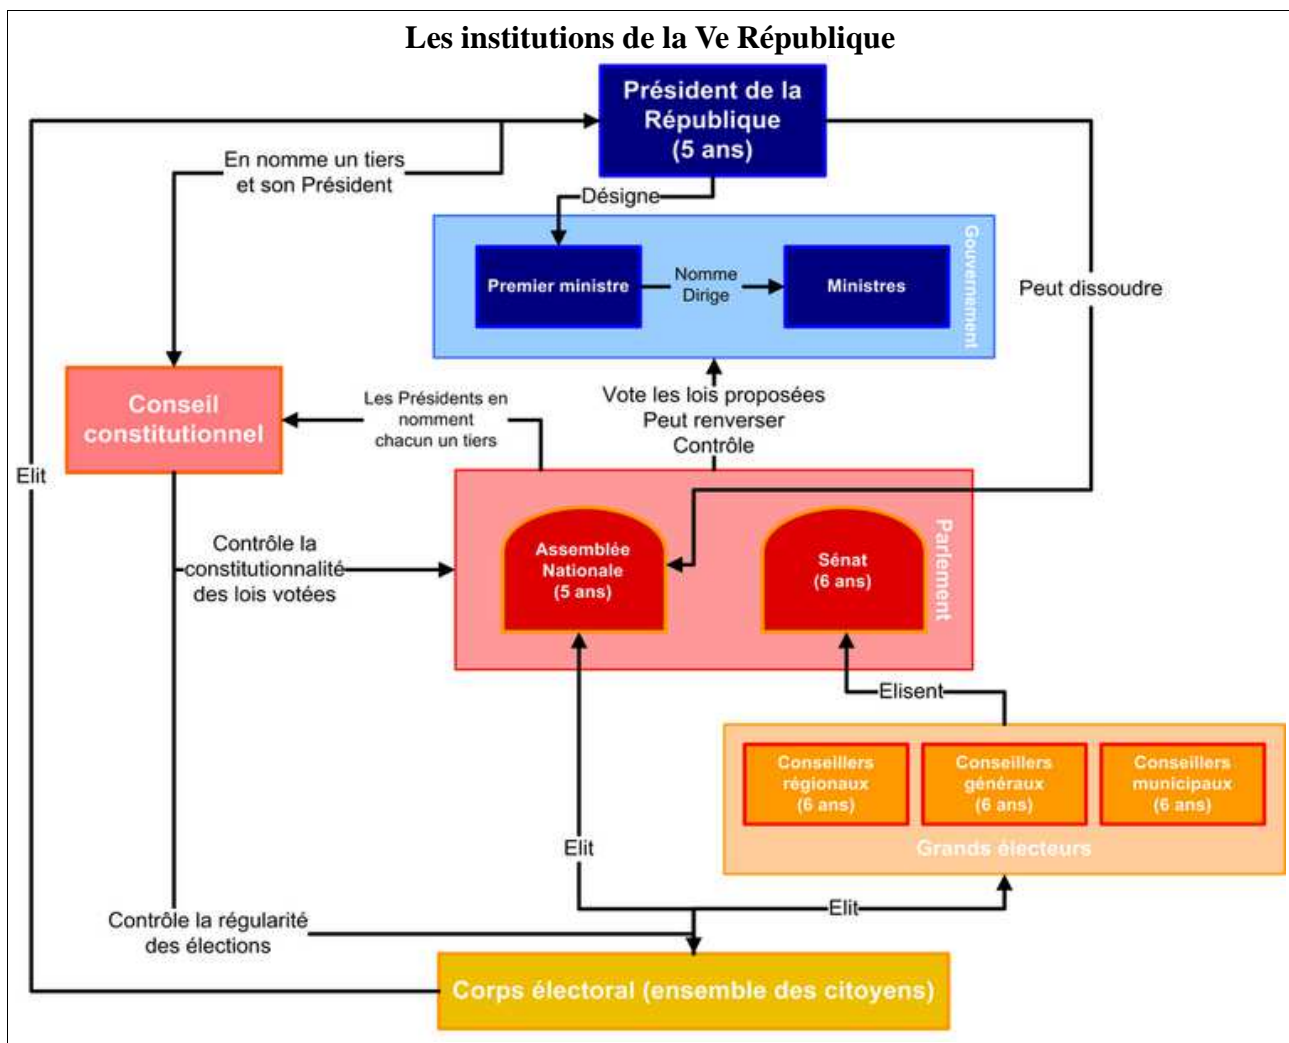 Les institutions de la Ve République
Président de la
République
(5 ans)
En nomme un tiers
et son Président
Désigne
Gouvernement
Premier ministre
Nomme
Dirige
Ministres
Peut dissoudre
Conseil
constitutionnel
Les Présidents en
nomment
chacun un tiers
Vote les lois proposées
Peut renverser
Contrôle
Elit
Parlement
Assemblée
Nationale
(5 ans)
Sénat
(6 ans)
Contrôle la
constitutionnalité
des lois votées
Elisent
Conseillers
régionaux
(6 ans)
Conseillers
généraux
(6 ans)
Conseillers
municipaux
(6 ans)
Grands électeurs
Elit
Elit
Contrôle la régularité
des élections
Corps électoral (ensemble des citoyens)